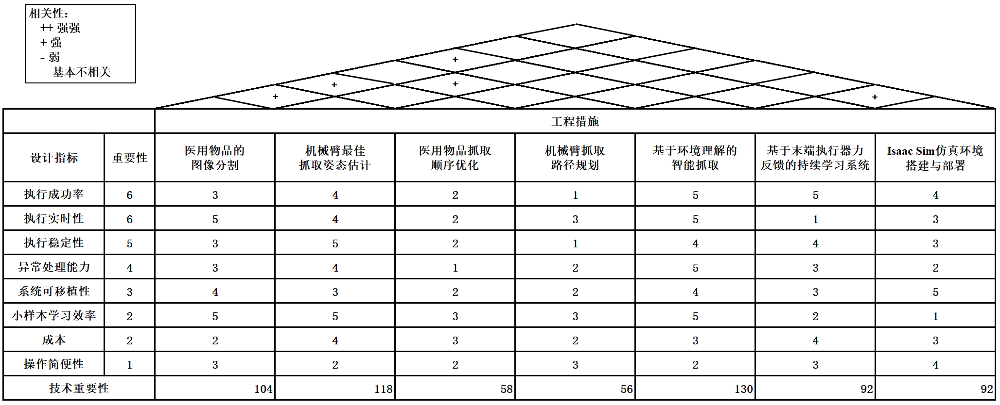 相关性：
++ 强强
+ 强
- 弱
基本不相关
+
+
+
+
+
+
工程措施
设计指标 重要性 医用物品的 机械臂最佳 医用物品抓取 机械臂抓取 基于环境理解的 基于末端执行器力 Isaac Sim仿真环境
图像分割 抓取姿态估计 顺序优化 路径规划 智能抓取 反馈的持续学习系统 搭建与部署
执行成功率 6 3 4 2 1 5 5 4
执行实时性 6 5 4 2 3 5 1 3
执行稳定性 5 3 5 2 1 4 4 3
异常处理能力 4 3 4 1 2 5 3 2
系统可移植性 3 4 3 2 2 4 3 5
小样本学习效率 2 5 5 3 3 5 2 1
成本 2 2 4 3 2 3 4 3
操作简便性 1 3 2 2 3 2 3 4
技术重要性 104 118 58 56 130 92 92